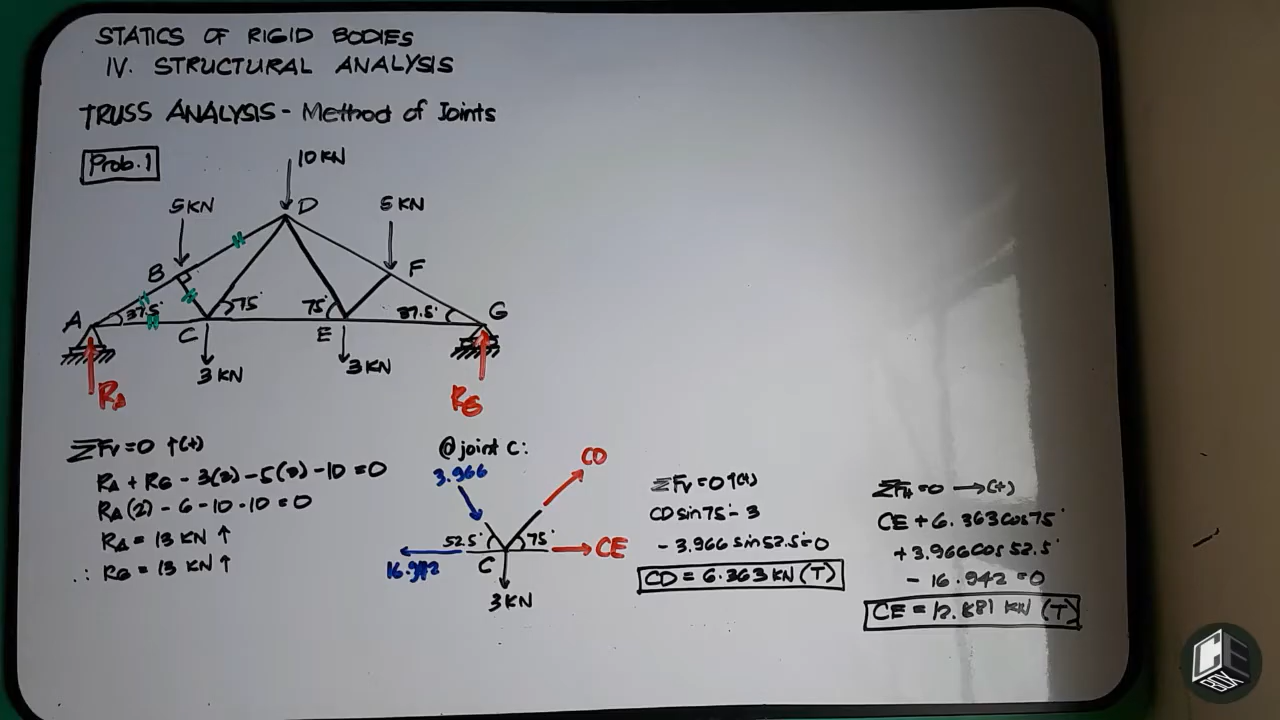 STATICS OF RIGID BODIES
IV. STRUCTURAL ANALYSIS
TRUSS ANALYSIS - Method of Joints
Prob. 1
10 KN
5 KN
D
5 KN
B
F
A
37.5°
75°
75°
37.5°
G
C
E
3 KN
3 KN
RA
RG
ΣFv = 0 ↑(+)
RA + RG - 3(2) - 5(2) - 10 = 0
RA(2) - 6 - 10 - 10 = 0
RA = 13 KN ↑
∴ RG = 13 KN ↑
@ joint C:
3.966
CD
52.5°
75°
CE
16.942
C
3 KN
ΣFv = 0 ↑(+)
CD sin 75 - 3
- 3.966 sin 52.5 = 0
CD = 6.363 KN (T)
ΣFH = 0 → (+)
CE + 6.363 cos 75°
+ 3.966 cos 52.5°
- 16.942 = 0
CE = 12.881 KN (T)
CE
BOX